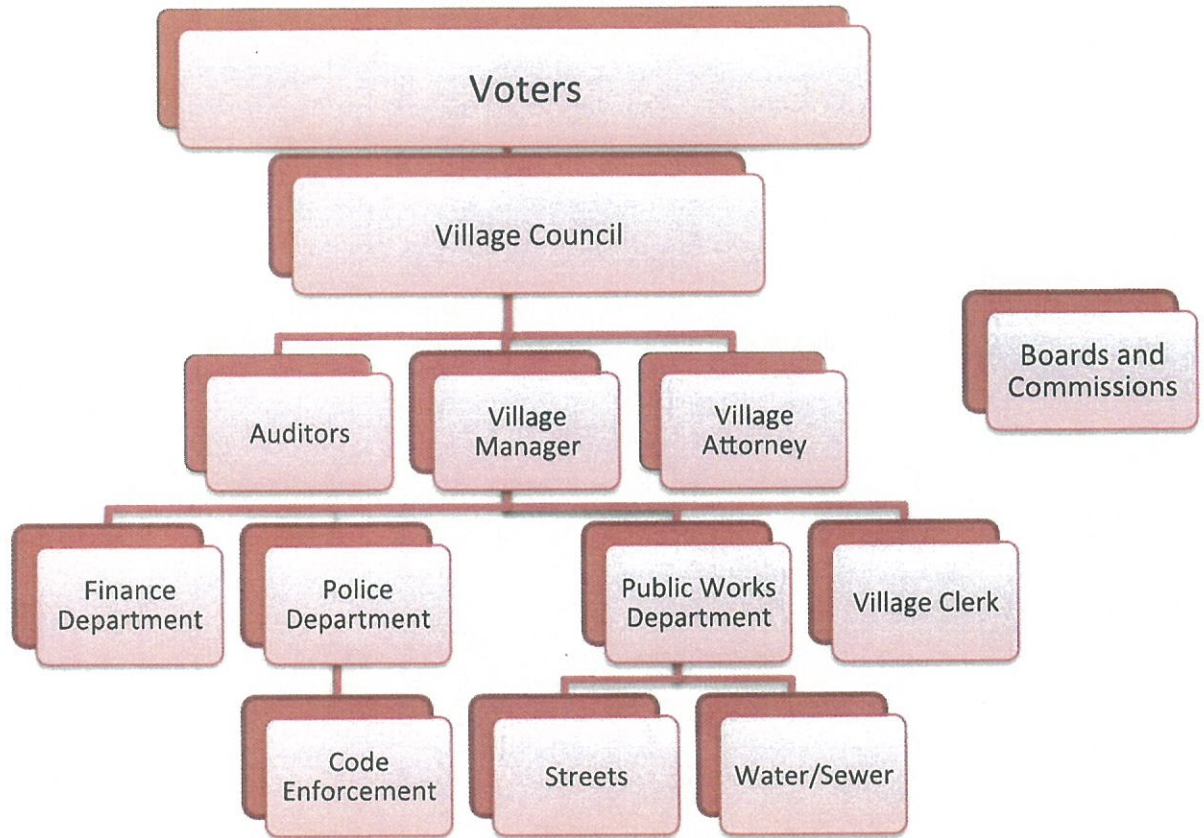 Voters
Village Council
Boards and
Commissions
Auditors
Village
Manager
Village
Attorney
Finance
Department
Police
Department
Public Works
Department
Village Clerk
Code
Enforcement
Streets
Water/Sewer